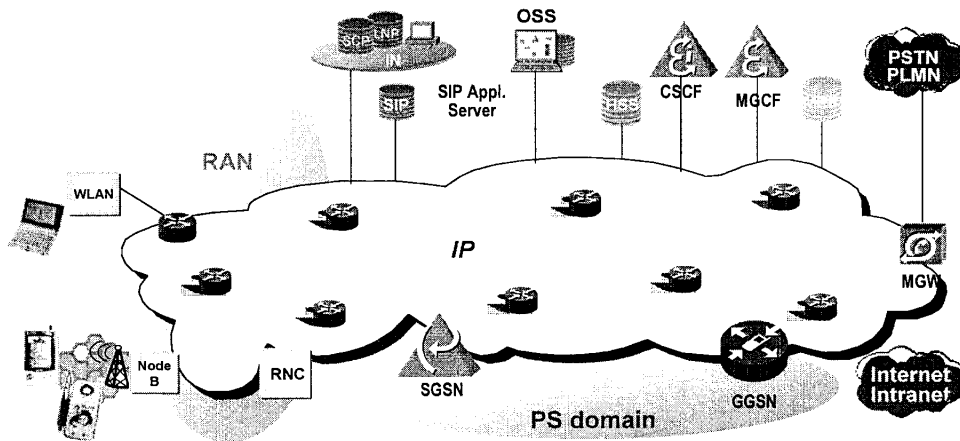 OSS
SCP
LNP
IN
SIP
SIP Appl.
Server
HSS
CSCF
MGCF
PSTN
PLMN
RAN
WLAN
IP
MGW
Node
B
RNC
SGSN
GGSN
PS domain
Internet
Intranet